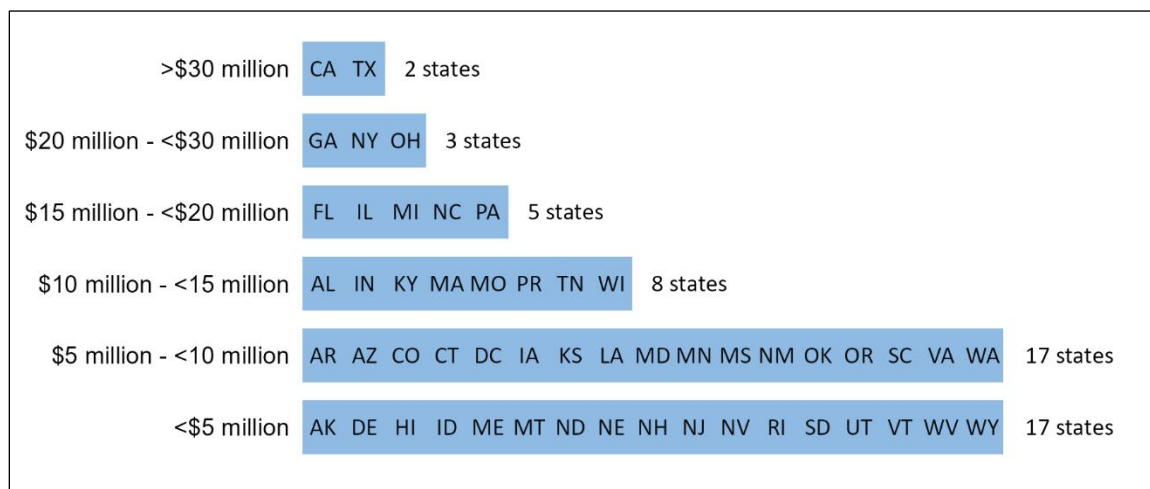 >$30 million CA TX 2 states
$20 million - <$30 million GA NY OH 3 states
$15 million - <$20 million FL IL MI NC PA 5 states
$10 million - <15 million AL IN KY MA MO PR TN WI 8 states
$5 million - <10 million AR AZ CO CT DC IA KS LA MD MN MS NM OK OR SC VA WA 17 states
<$5 million AK DE HI ID ME MT ND NE NH NJ NV RI SD UT VT WV WY 17 states